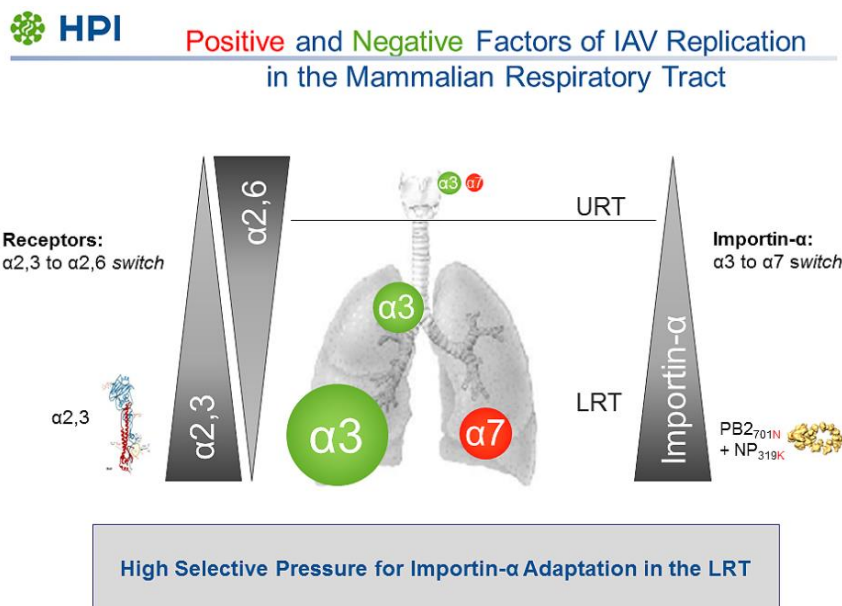 HPI
Positive and Negative Factors of IAV Replication
in the Mammalian Respiratory Tract
α2,6
α3 α7
URT
Receptors:
α2,3 to α2,6 switch
Importin-α:
α3 to α7 switch
α3
α2,3
α2,3
α3
α7
LRT
Importin-α
PB2701N
+ NP319K
High Selective Pressure for Importin-α Adaptation in the LRT